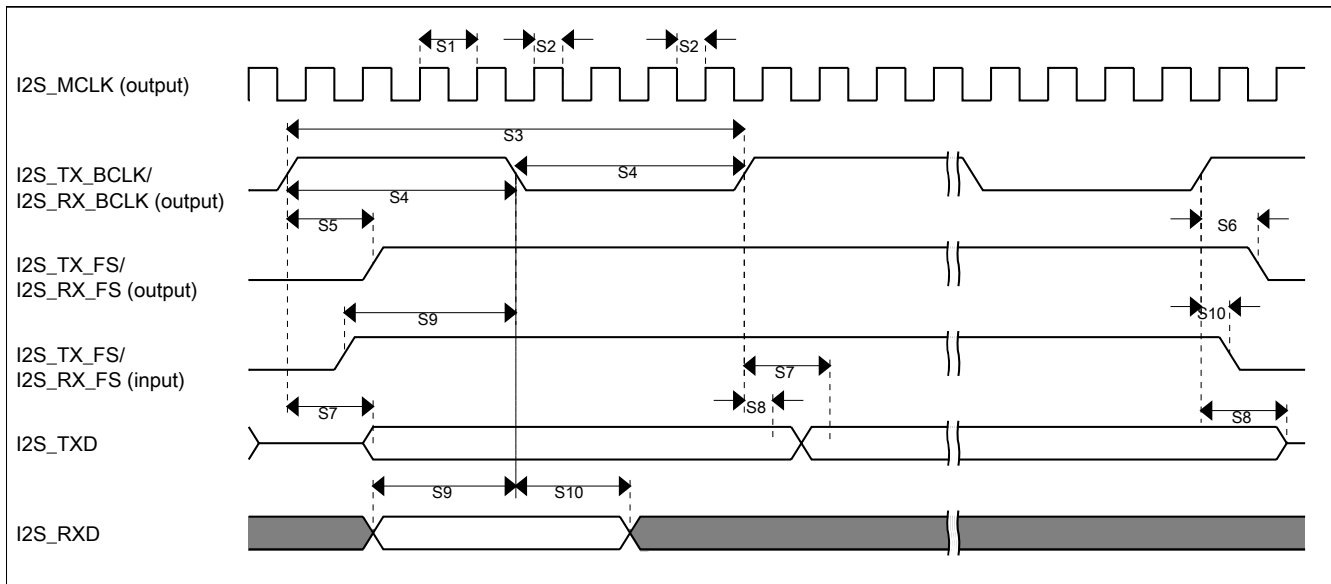 S1
S2
S2
I2S_MCLK (output)
S3
I2S_TX_BCLK/
I2S_RX_BCLK (output)
S4
S4
S5
S6
I2S_TX_FS/
I2S_RX_FS (output)
S9
S10
I2S_TX_FS/
I2S_RX_FS (input)
S7
S7
S8
S8
I2S_TXD
S9
S10
I2S_RXD